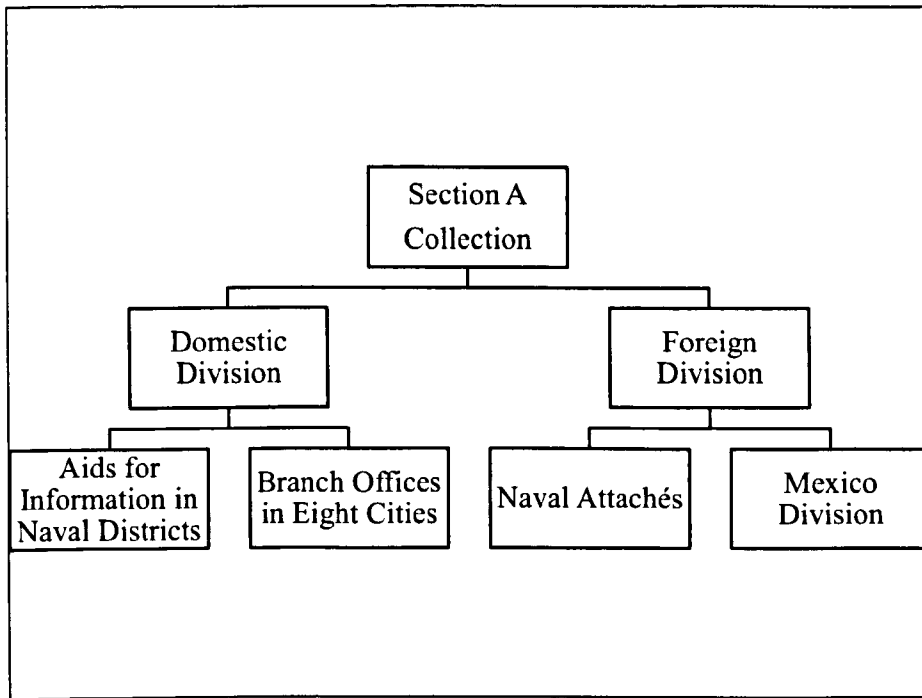 Section A
Collection
Domestic
Division
Foreign
Division
Aids for
Information in
Naval Districts
Branch Offices
in Eight Cities
Naval Attachés
Mexico
Division